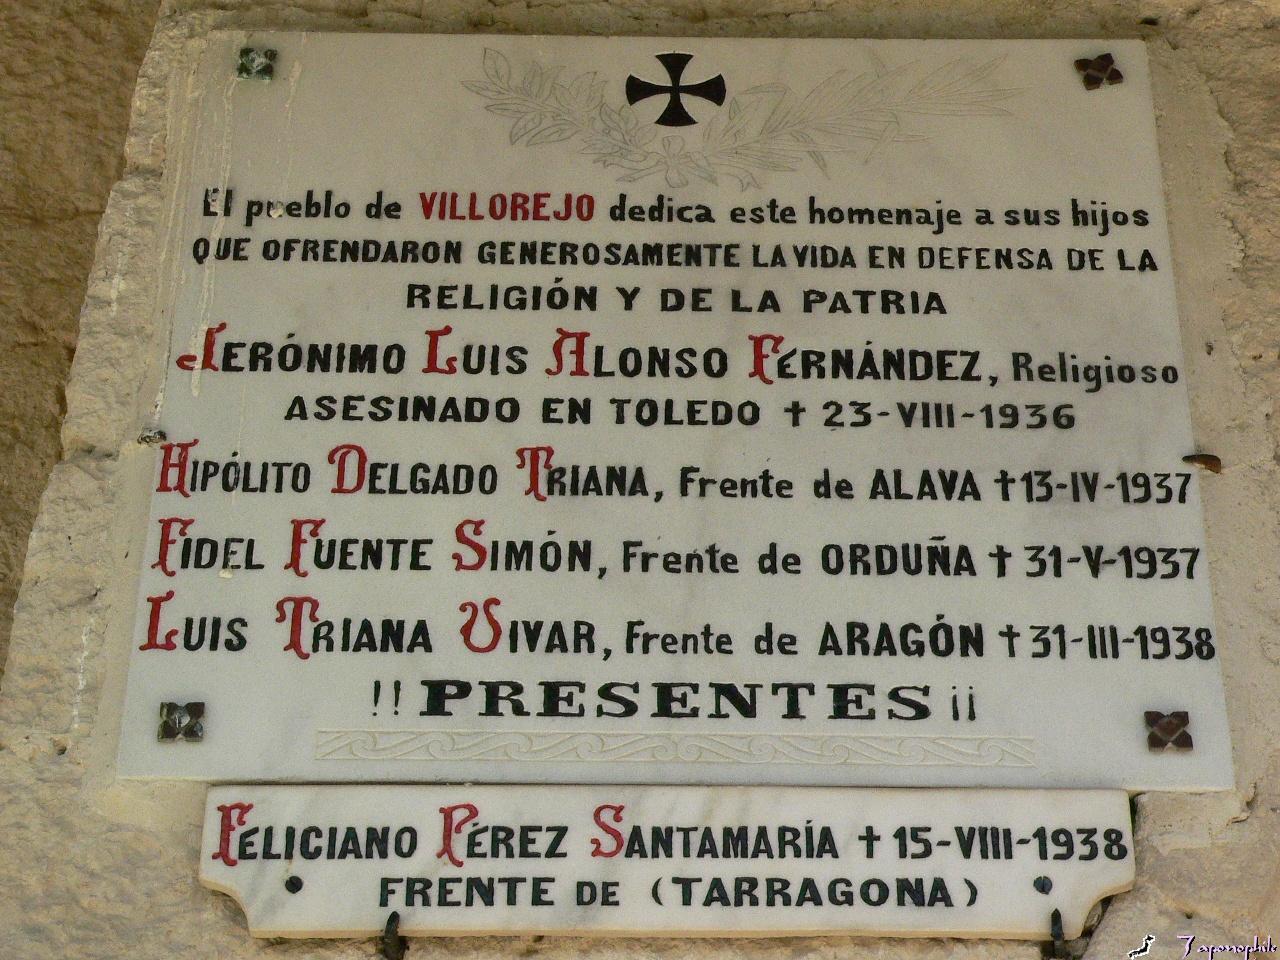 El pueblo de VILLOREJO dedica este homenaje a sus hijos
QUE OFRENDARON GENEROSAMENTE LA VIDA EN DEFENSA DE LA
RELIGIÓN Y DE LA PATRIA
JERÓNIMO LUIS ALONSO FERNÁNDEZ, Religioso
ASESINADO EN TOLEDO † 23-VIII-1936
HIPÓLITO DELGADO TRIANA, Frente de ALAVA †13-IV-1937
FIDEL FUENTE SIMÓN, Frente de ORDUÑA † 31-V-1937
LUIS TRIANA VIVAR, Frente de ARAGÓN †31-III-1938
!! PRESENTES ¡¡
FELICIANO PÉREZ SANTAMARÍA † 15-VIII-1938
FRENTE DE (TARRAGONA)
Japonophile